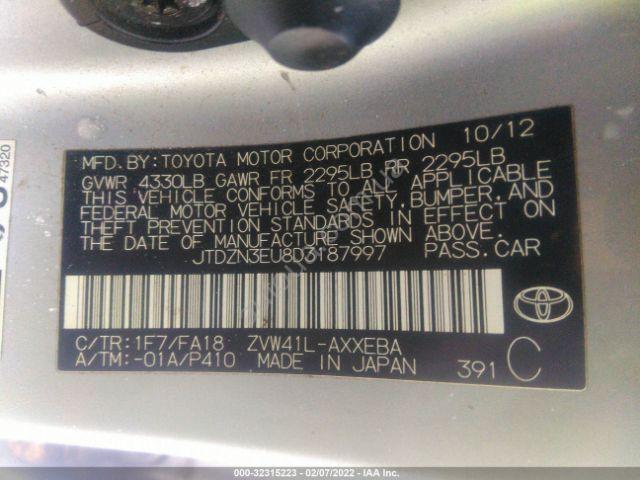 47320
10/12
MFD. BY: TOYOTA MOTOR CORPORATION
GVWR 4330LB GAWR FR 2295LB RR 2295LB
THIS VEHICLE CONFORMS TO ALL APPLICABLE
FEDERAL MOTOR VEHICLE SAFETY, BUMPER, AND
THEFT PREVENTION STANDARDS IN EFFECT ON
THE DATE OF MANUFACTURE SHOWN ABOVE.
JTDZN3EU8D3187997 PASS. CAR
C/TR: 1F7/FA18 ZVW41L-AXXEBA
A/TM: -01A/P410 MADE IN JAPAN 391 C
000-32315223 - 02/07/2022 - IAA Inc.